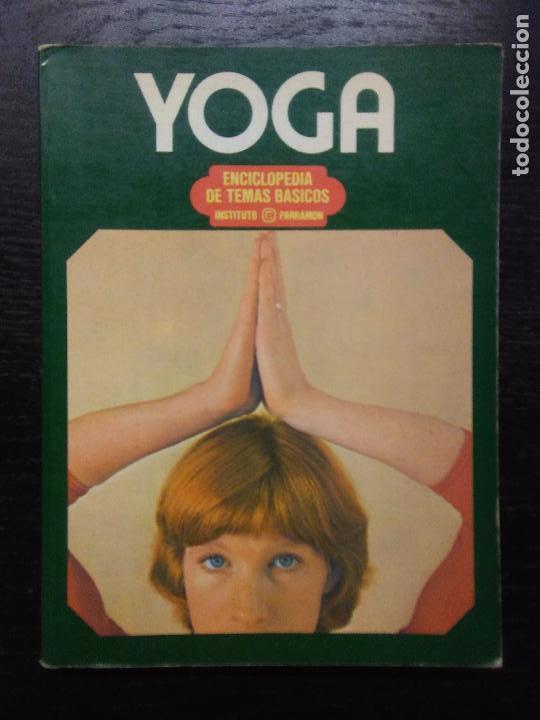 YOGA
ENCICLOPEDIA
DE TEMAS BASICOS
INSTITUTO PARRAMON
todocoleccion